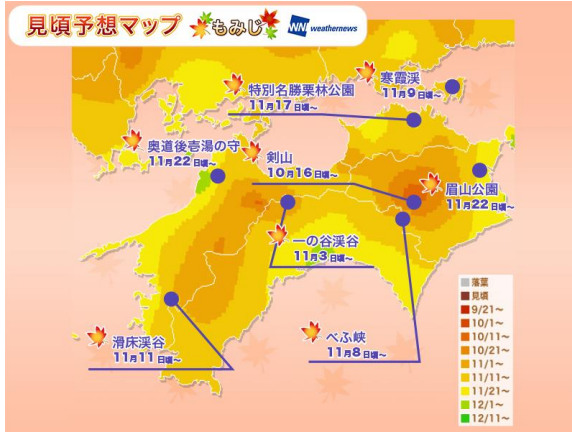 見頃予想マップ もみじ WNI weathernews
寒霞渓
11月9日頃~
特別名勝栗林公園
11月17日頃~
奥道後壱湯の守
11月22日頃~
剣山
10月16日頃~
眉山公園
11月22日頃~
一の谷渓谷
11月3日頃~
滑床渓谷
11月11日頃~
べふ峡
11月8日頃~
落葉
見頃
9/21~
10/1~
10/11~
10/21~
11/1~
11/11~
11/21~
12/1~
12/11~